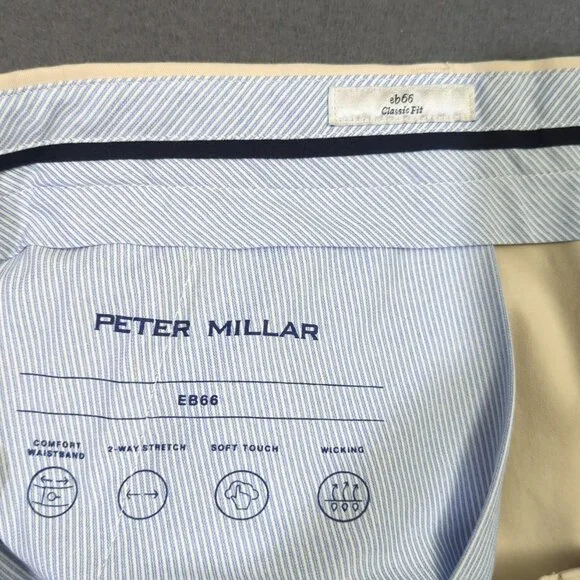 eb66
Classic Fit
PETER MILLAR
EB66
COMFORT
WAISTBAND
2-WAY STRETCH
SOFT TOUCH
WICKING